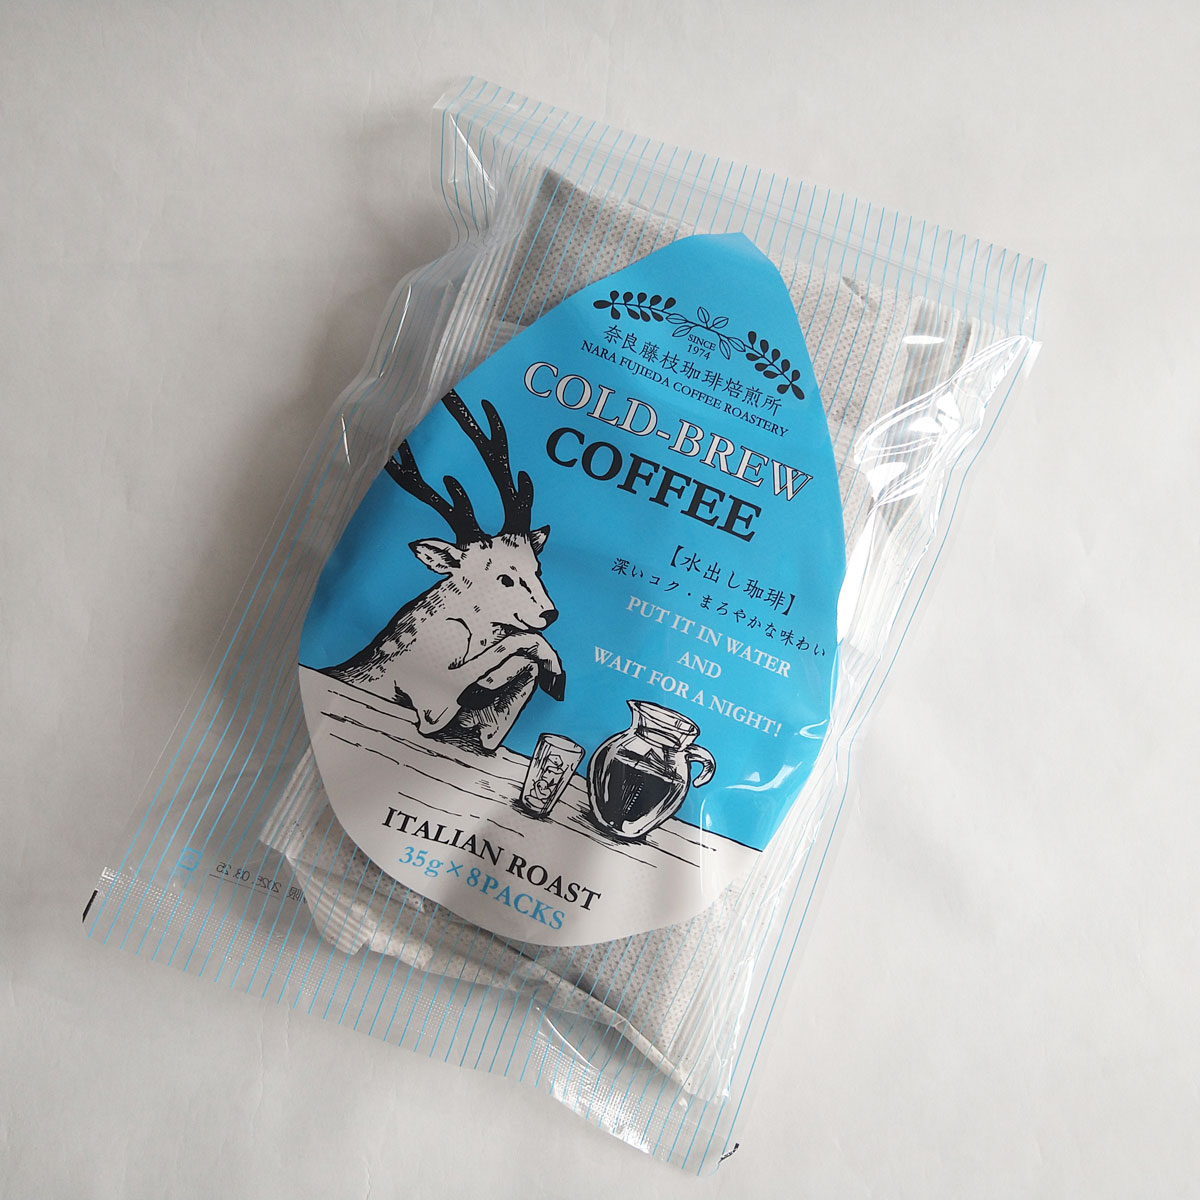 SINCE
1974
奈良藤枝珈琲焙煎所
NARA FUJIEDA COFFEE ROASTERY
COLD-BREW
COFFEE
【水出し珈琲】
深いコク・まろやかな味わい
PUT IT IN WATER
AND
WAIT FOR A NIGHT!
ITALIAN ROAST
35g×8PACKS